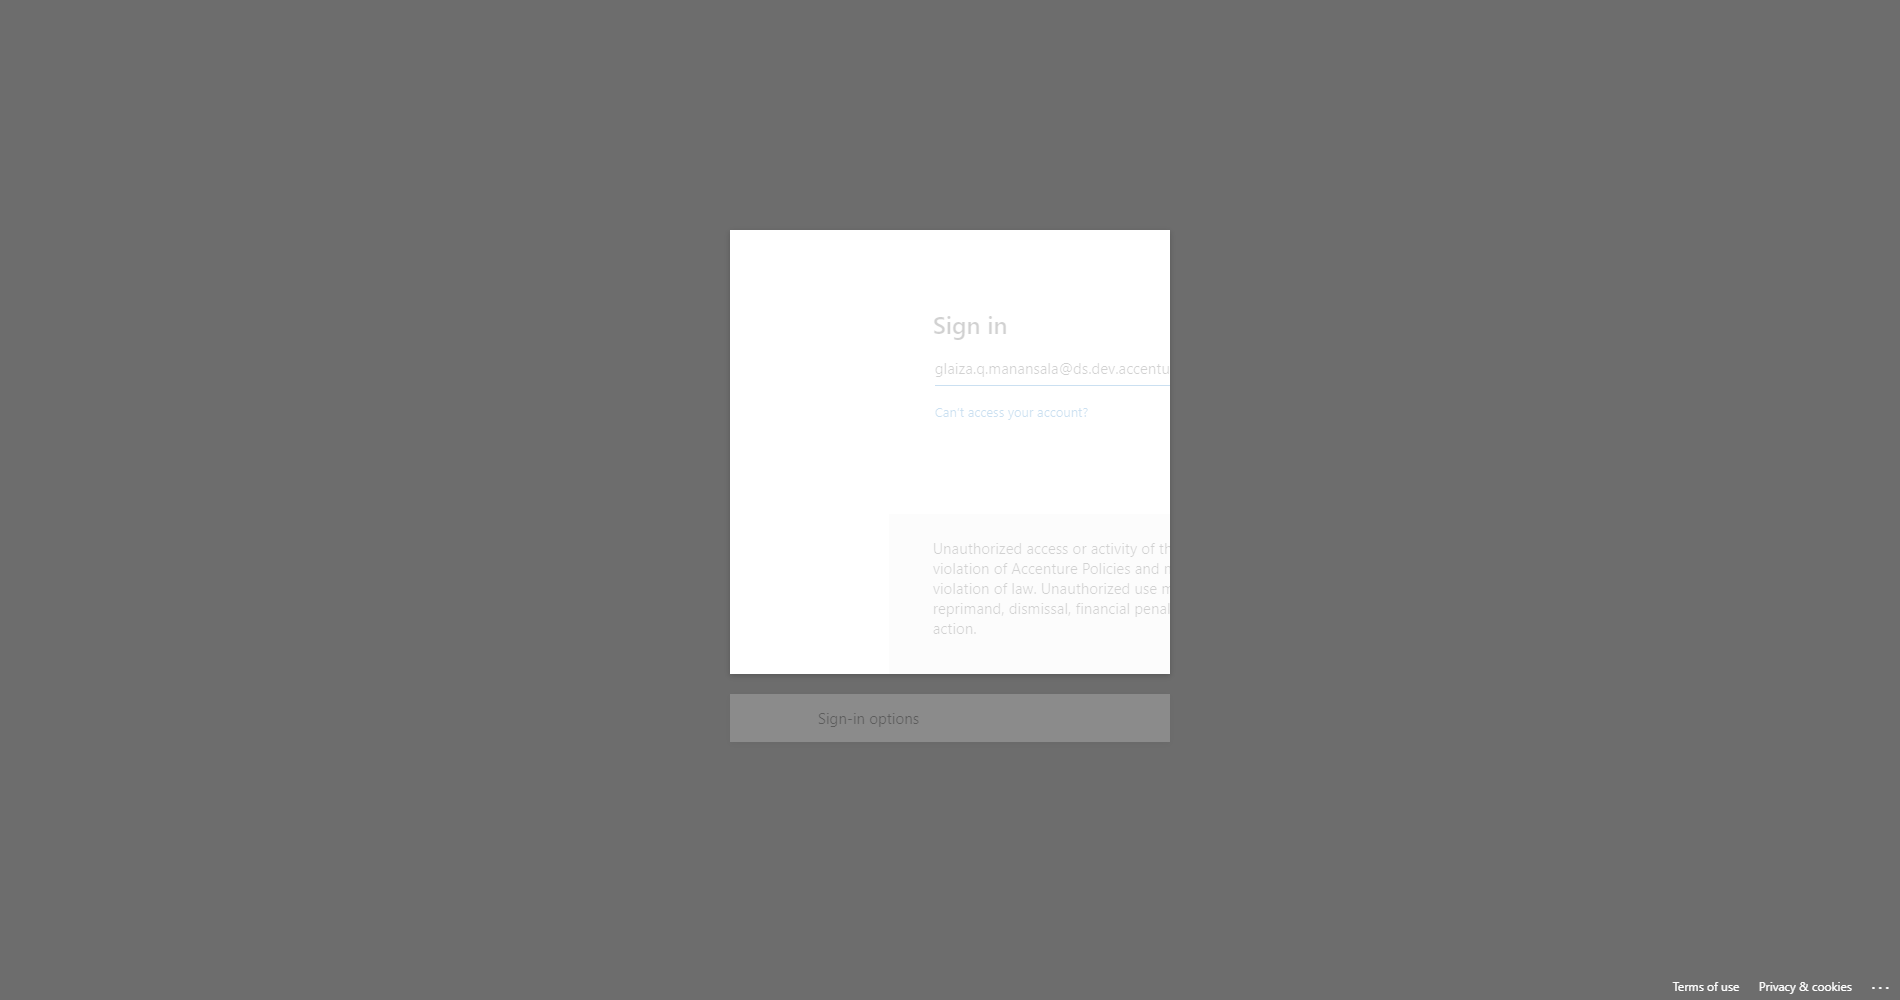 Sign in
glaiza.q.manansala@ds.dev.accentu
Can't access your account?
Unauthorized access or activity of th
violation of Accenture Policies and
violation of law. Unauthorized use
reprimand, dismissal, financial penal
action.
Sign-in options
Terms of use Privacy & cookies ...